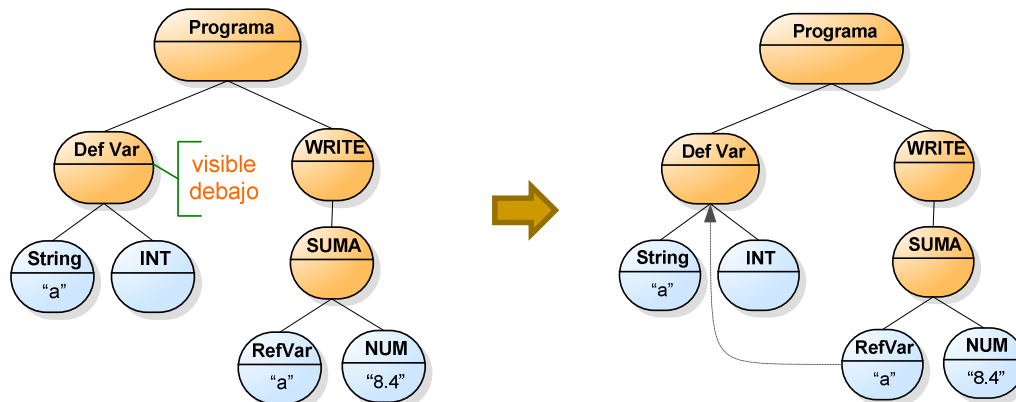 Programa
Def Var
visible
debajo
WRITE
String
"a"
INT
SUMA
RefVar
"a"
NUM
"8.4"
Programa
Def Var
WRITE
String
"a"
INT
SUMA
RefVar
"a"
NUM
"8.4"